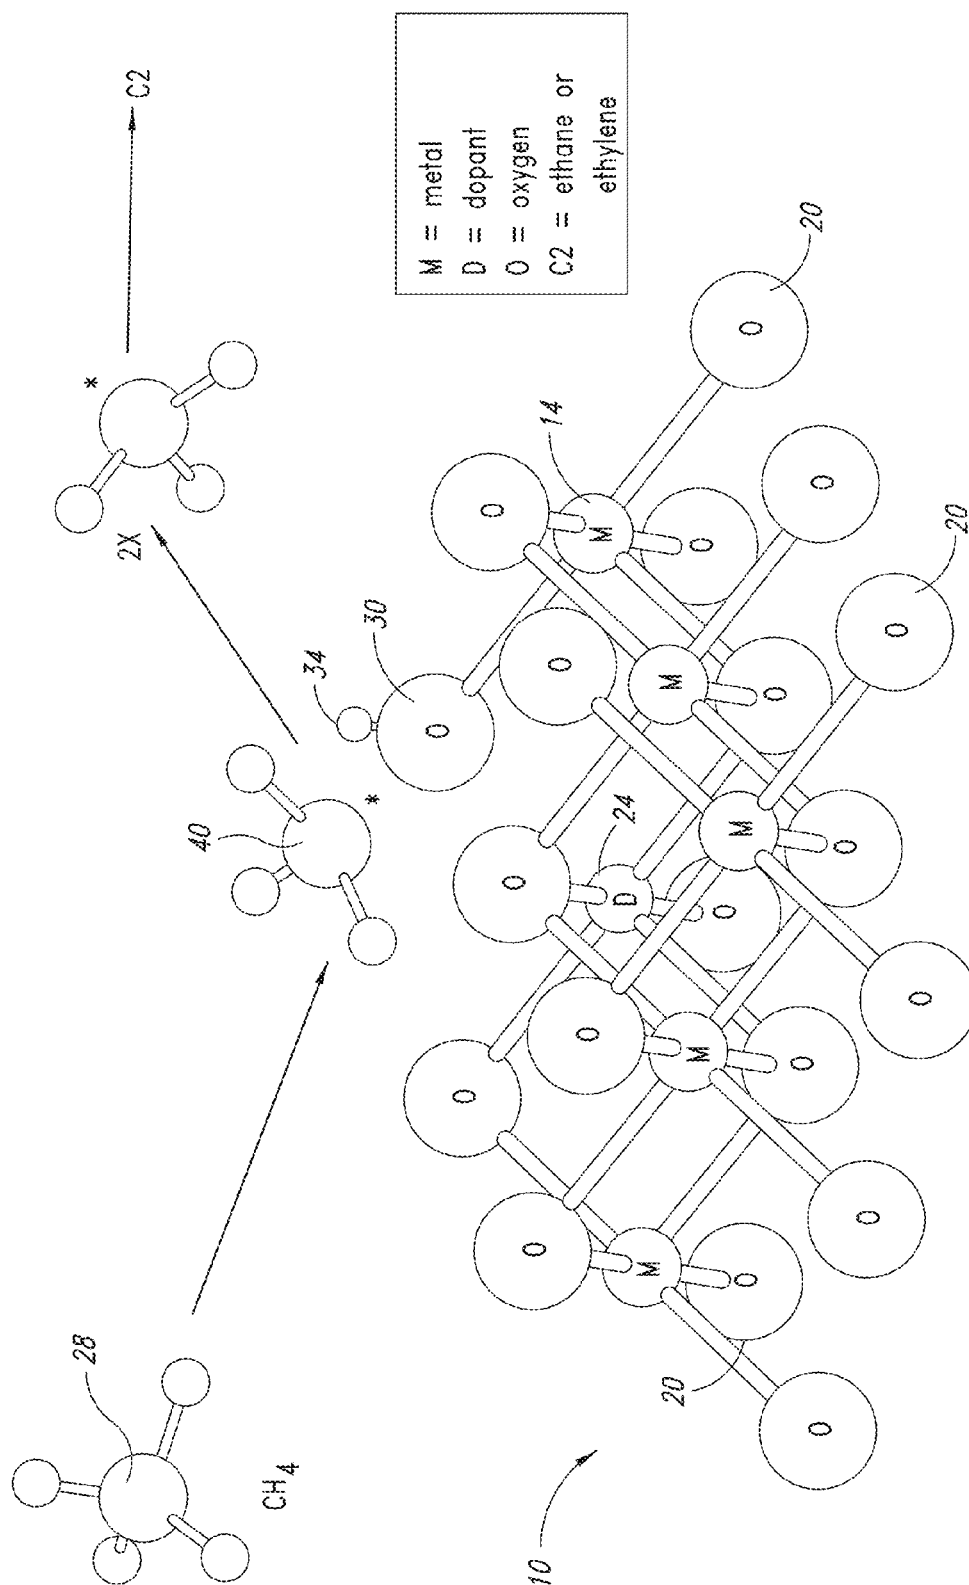 28
*
2X
C2
40
CH₄
34
*
30
M = metal
D = dopant
O = oxygen
C2 = ethane or
ethylene
O
O
O
O
O
10
14
O
O
M
24
D
M
M
20
M
O
O
M
O
O
O
O
20
O
O
O
O
O
20
O